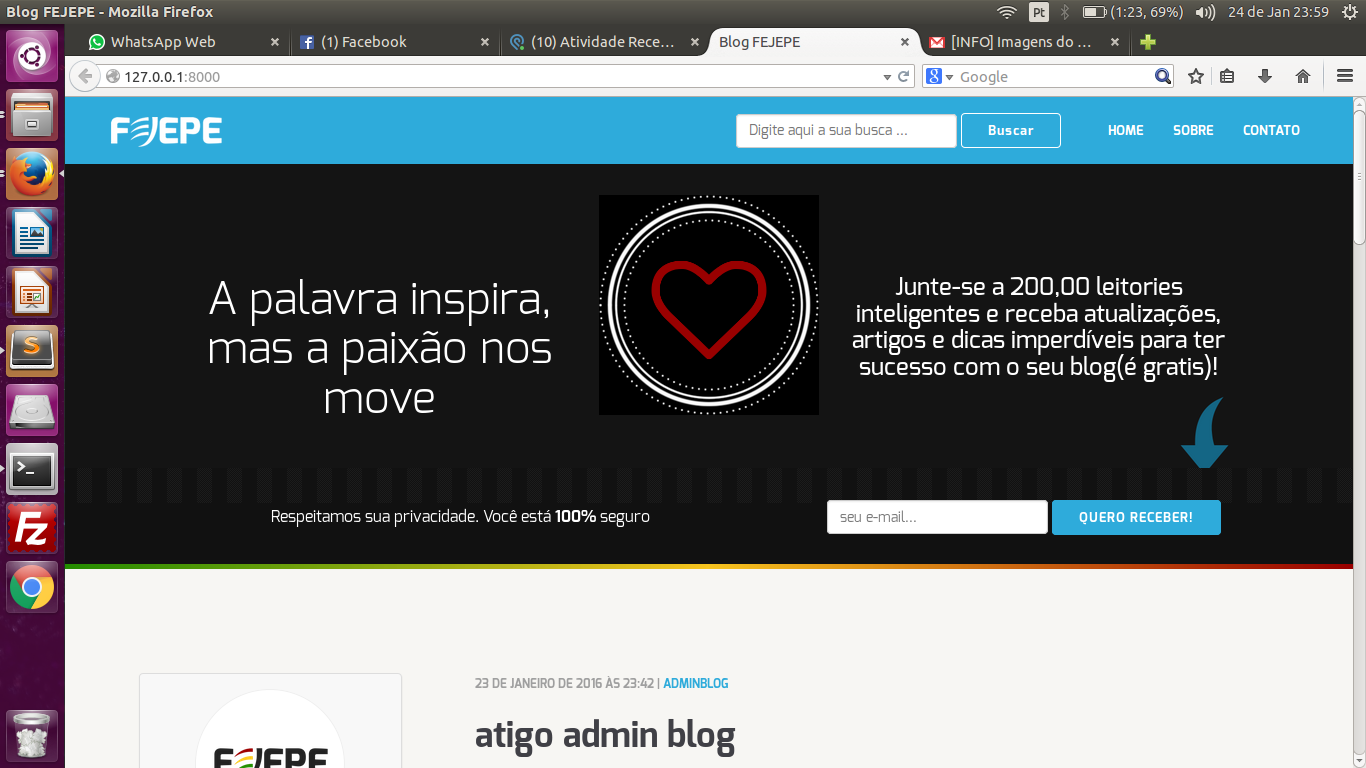 Blog FEJEPE - Mozilla Firefox
Pt
(1:23, 69%)
24 de Jan 23:59
WhatsApp Web
(1) Facebook
(10) Atividade Rece...
Blog FEJEPE
[INFO] Imagens do ...
127.0.0.1:8000
Google
FEJEPE
Digite aqui a sua busca ...
Buscar
HOME
SOBRE
CONTATO
A palavra inspira,
mas a paixão nos
move
Junte-se a 200,00 leitories
inteligentes e receba atualizações,
artigos e dicas imperdíveis para ter
sucesso com o seu blog(é gratis)!
Respeitamos sua privacidade. Você está 100% seguro
seu e-mail...
QUERO RECEBER!
FEJEPE
23 DE JANEIRO DE 2016 ÀS 23:42 | ADMINBLOG
atigo admin blog